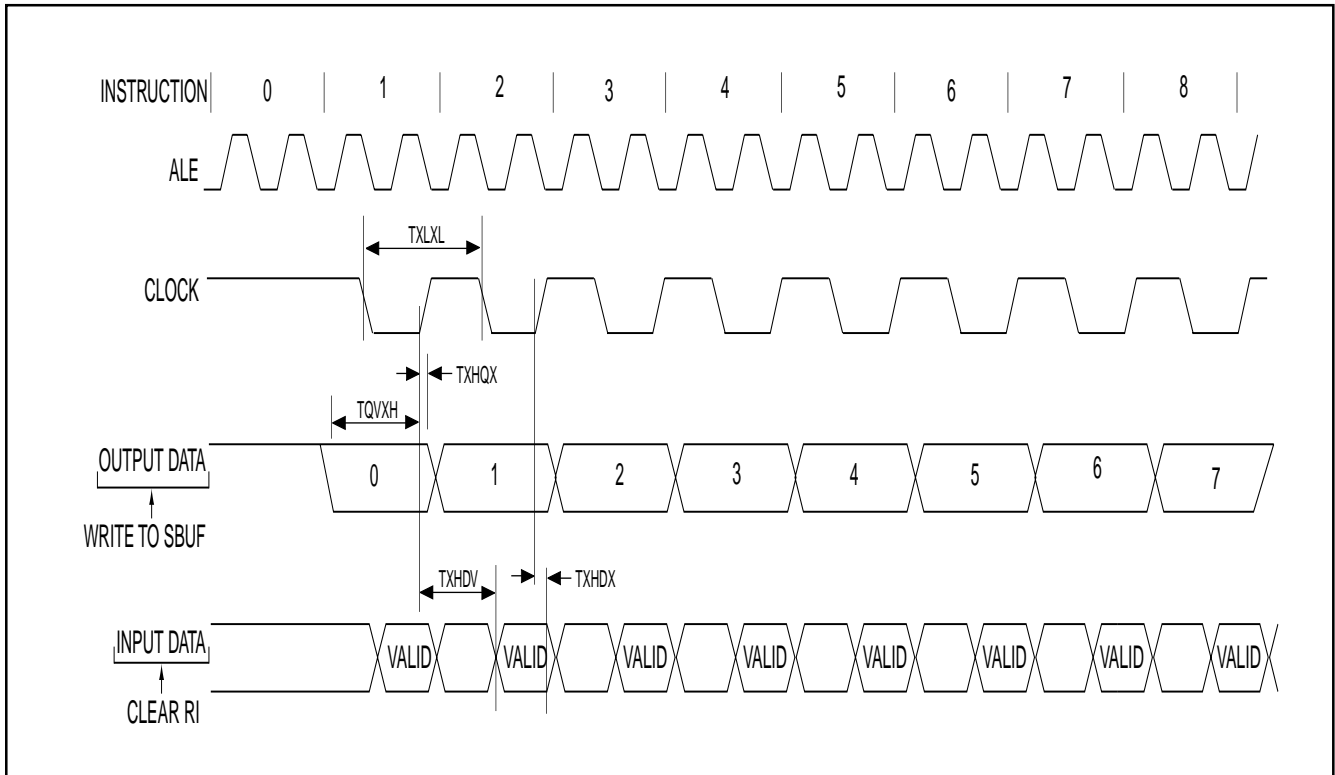 INSTRUCTION 0 1 2 3 4 5 6 7 8
ALE
TXLXL
CLOCK
TXHQX
TQVXH
OUTPUT DATA 0 1 2 3 4 5 6 7
WRITE TO SBUF
TXHDV TXHDX
INPUT DATA VALID VALID VALID VALID VALID VALID VALID VALID
CLEAR RI